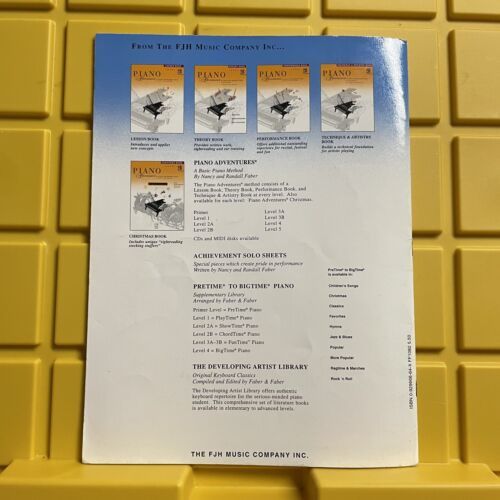 FROM THE FJH MUSIC COMPANY INC...
PIANO
PIANO
PIANO
PIANO
LESSON BOOK
Introduces and applies
new concepts
THEORY BOOK
Provides written work,
sightreading and ear training
PERFORMANCE BOOK
Offers additional outstanding
repertoire for recital, festival
and fun
TECHNIQUE & ARTISTRY
BOOK
Builds a technical foundation
for artistic playing
PIANO
CHRISTMAS BOOK
Includes unique "sightreading
stocking stuffers"
PIANO ADVENTURES®
A Basic Piano Method
By Nancy and Randall Faber
The Piano Adventures® method consists of a
Lesson Book, Theory Book, Performance Book, and
Technique & Artistry Book at every level. Also
available for each level: Piano Adventures® Christmas.
Primer Level 3A
Level 1 Level 3B
Level 2A Level 4
Level 2B Level 5
CDs and MIDI disks available
ACHIEVEMENT SOLO SHEETS
Special pieces which create pride in performance
Written by Nancy and Randall Faber
PRETIME® TO BIGTIME® PIANO
Supplementary Library
Arranged by Faber & Faber
Primer Level = PreTime® Piano
Level 1 = PlayTime® Piano
Level 2A = ShowTime® Piano
Level 2B = ChordTime® Piano
Level 3A-3B = FunTime® Piano
Level 4 = BigTime® Piano
PreTime® to BigTime®
is available in:
Children's Songs
Christmas
Classics
Favorites
Hymns
Jazz & Blues
Popular
More Popular
Ragtime & Marches
Rock 'n Roll
THE DEVELOPING ARTIST LIBRARY
Original Keyboard Classics
Compiled and Edited by Faber & Faber
The Developing Artist Library offers authentic
keyboard repertoire for the serious-minded piano
student. This comprehensive set of literature books
is available in elementary to advanced levels.
THE FJH MUSIC COMPANY INC.